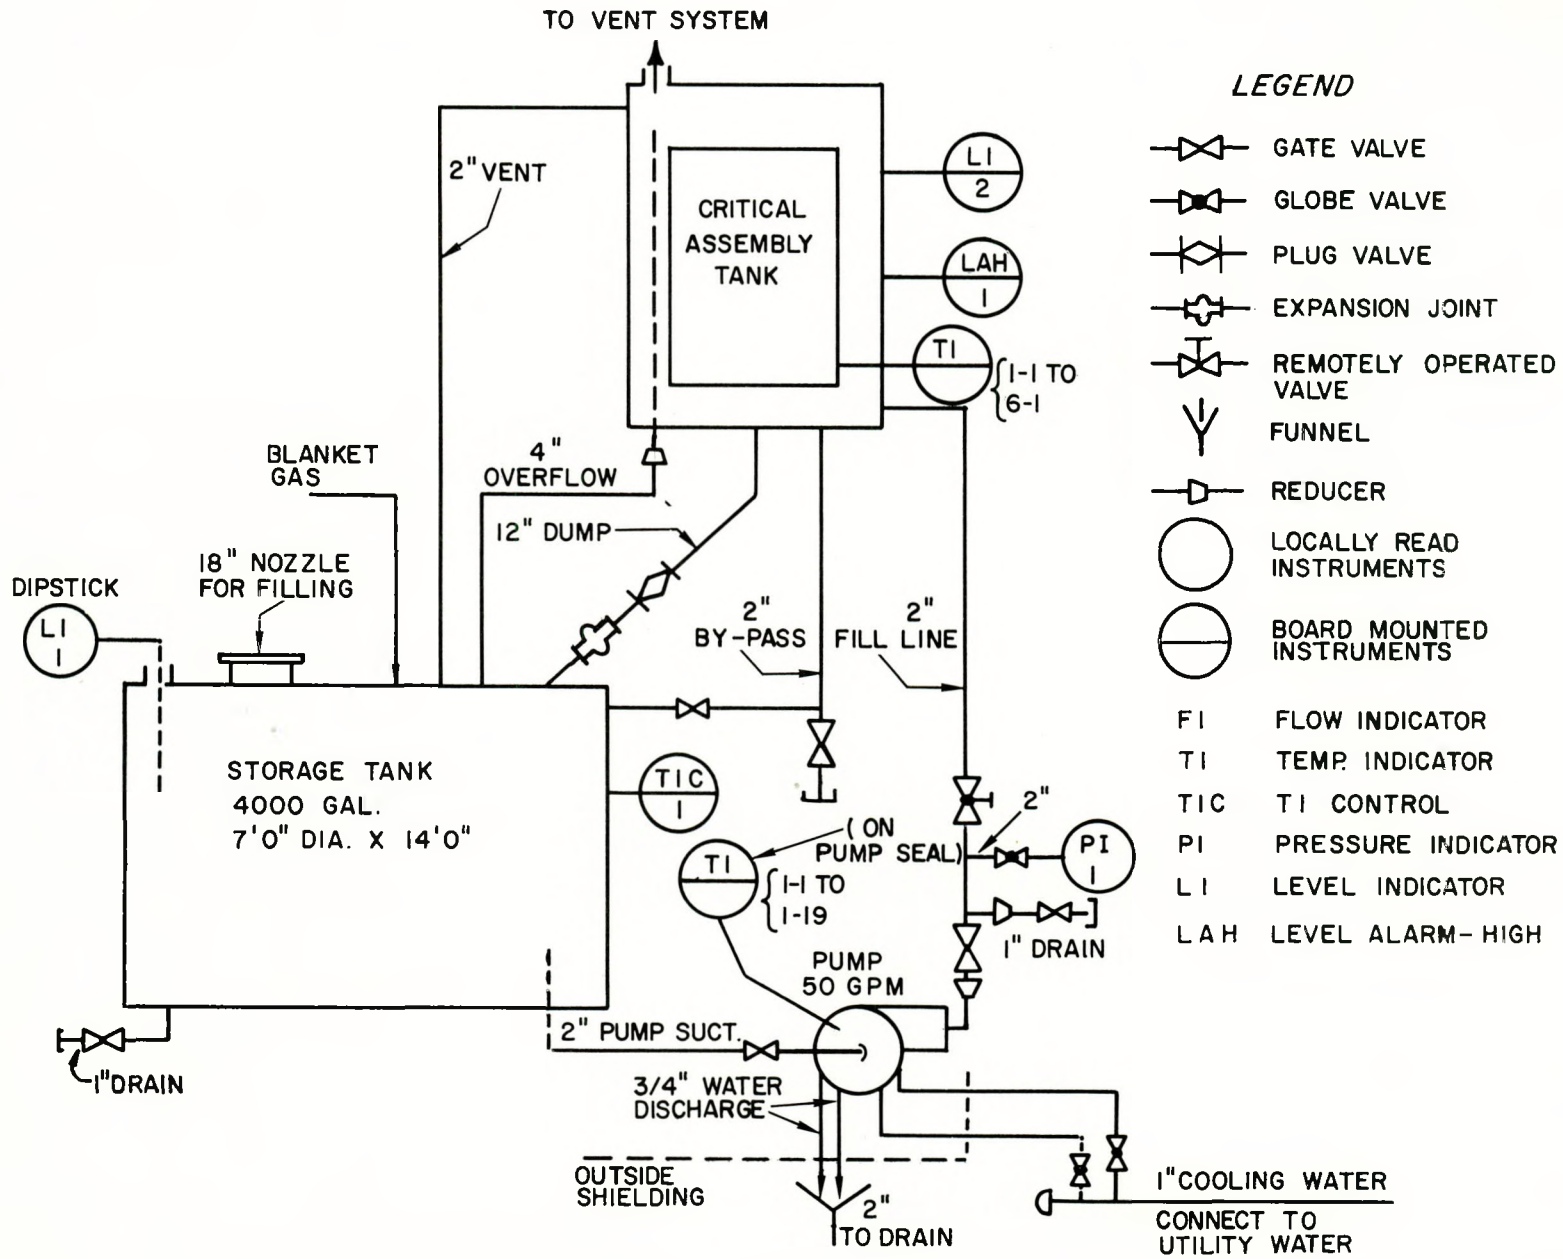 TO VENT SYSTEM
2" VENT
CRITICAL
ASSEMBLY
TANK
LI
2
LAH
1
TI
1-1 TO
6-1
BLANKET
GAS
4"
OVERFLOW
12" DUMP
18" NOZZLE
FOR FILLING
DIPSTICK
LI
1
2"
BY-PASS
2"
FILL LINE
STORAGE TANK
4000 GAL.
7'0" DIA. X 14'0"
TIC
1
TI
1-1 TO
1-19
(ON
PUMP SEAL)
2"
PI
1
1" DRAIN
PUMP
50 GPM
2" PUMP SUCT.
1" DRAIN
3/4" WATER
DISCHARGE
OUTSIDE
SHIELDING
2"
TO DRAIN
1" COOLING WATER
CONNECT TO
UTILITY WATER
LEGEND
GATE VALVE
GLOBE VALVE
PLUG VALVE
EXPANSION JOINT
REMOTELY OPERATED
VALVE
FUNNEL
REDUCER
LOCALLY READ
INSTRUMENTS
BOARD MOUNTED
INSTRUMENTS
FI FLOW INDICATOR
TI TEMP. INDICATOR
TIC TI CONTROL
PI PRESSURE INDICATOR
LI LEVEL INDICATOR
LAH LEVEL ALARM-HIGH